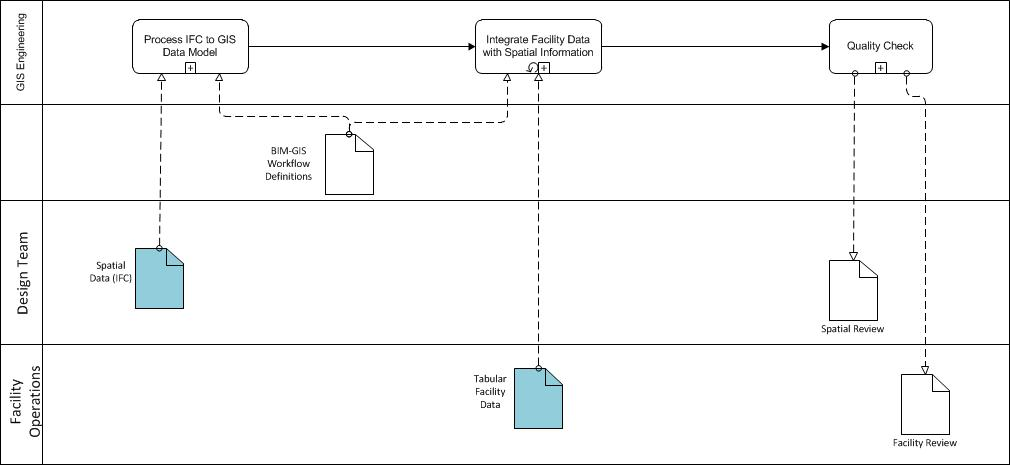 GIS Engineering
Process IFC to GIS
Data Model
+
Integrate Facility Data
with Spatial Information
+
Quality Check
+
BIM-GIS
Workflow
Definitions
Design Team
Spatial
Data (IFC)
Spatial Review
Facility
Operations
Tabular
Facility
Data
Facility Review